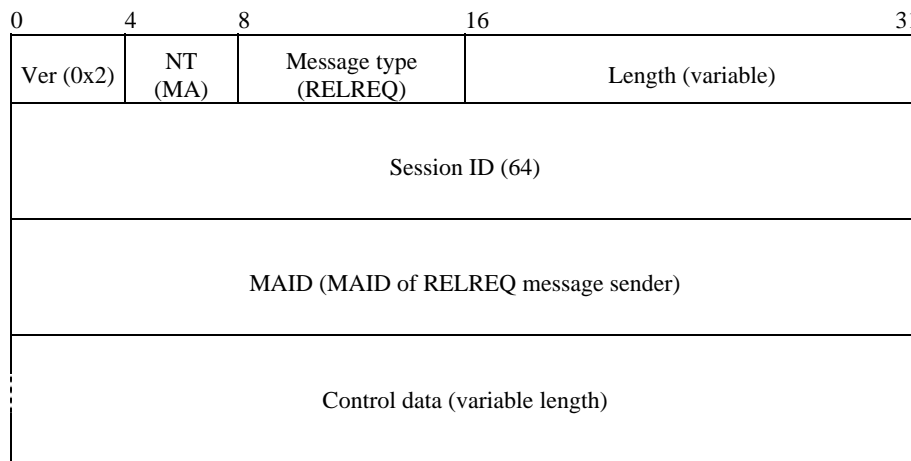 0 4 8 16 31
Ver (0x2) NT (MA) Message type (RELREQ) Length (variable)
Session ID (64)
MAID (MAID of RELREQ message sender)
Control data (variable length)